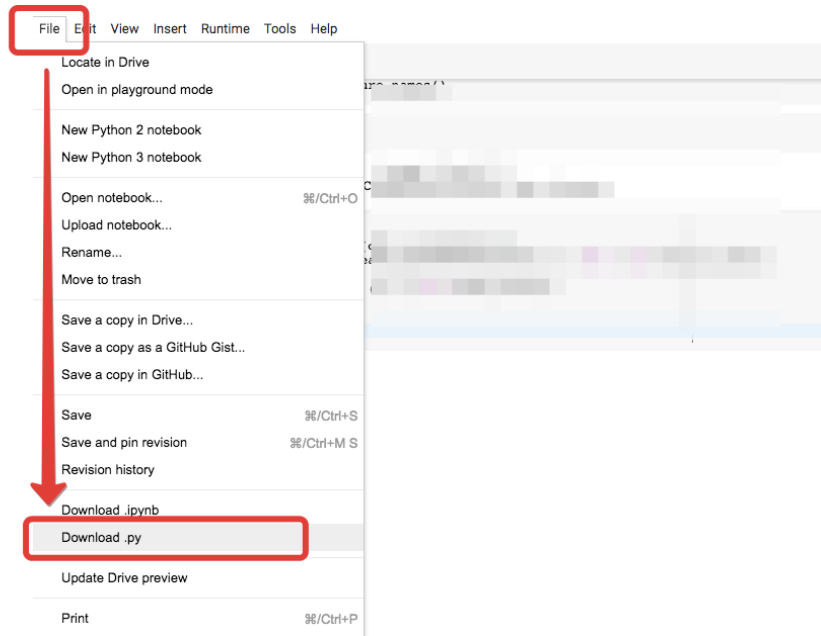 File Edit View Insert Runtime Tools Help
Locate in Drive
Open in playground mode
New Python 2 notebook
New Python 3 notebook
Open notebook... ⌘/Ctrl+O
Upload notebook...
Rename...
Move to trash
Save a copy in Drive...
Save a copy as a GitHub Gist...
Save a copy in GitHub...
Save ⌘/Ctrl+S
Save and pin revision ⌘/Ctrl+M S
Revision history
Download .ipynb
Download .py
Update Drive preview
Print ⌘/Ctrl+P